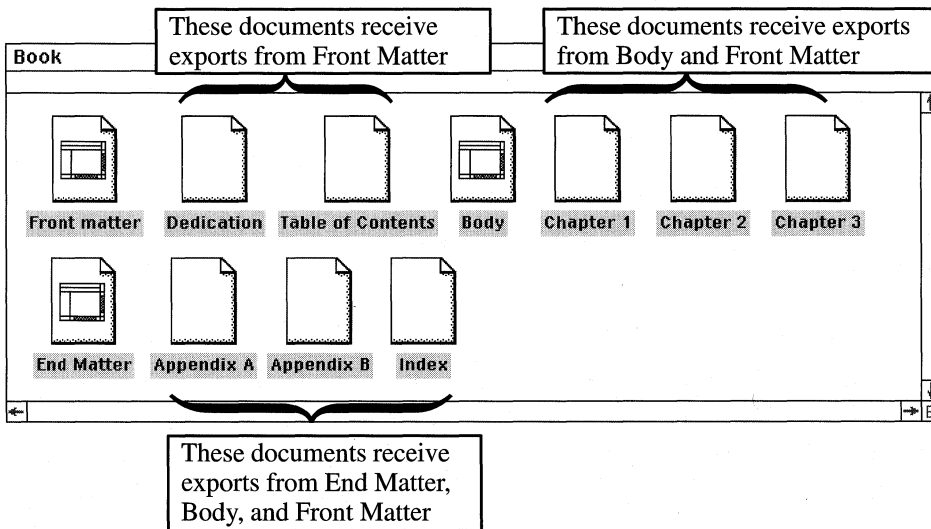 These documents receive
exports from Front Matter
These documents receive exports
from Body and Front Matter
Book
Front matter Dedication Table of Contents Body Chapter 1 Chapter 2 Chapter 3
End Matter Appendix A Appendix B Index
These documents receive
exports from End Matter,
Body, and Front Matter